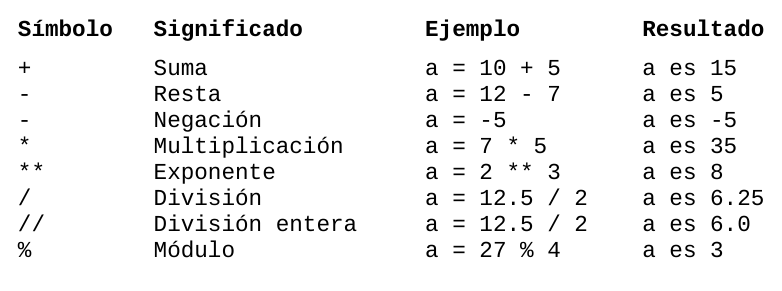 Símbolo Significado Ejemplo Resultado
+ Suma a = 10 + 5 a es 15
- Resta a = 12 - 7 a es 5
- Negación a = -5 a es -5
* Multiplicación a = 7 * 5 a es 35
** Exponente a = 2 ** 3 a es 8
/ División a = 12.5 / 2 a es 6.25
// División entera a = 12.5 / 2 a es 6.0
% Módulo a = 27 % 4 a es 3